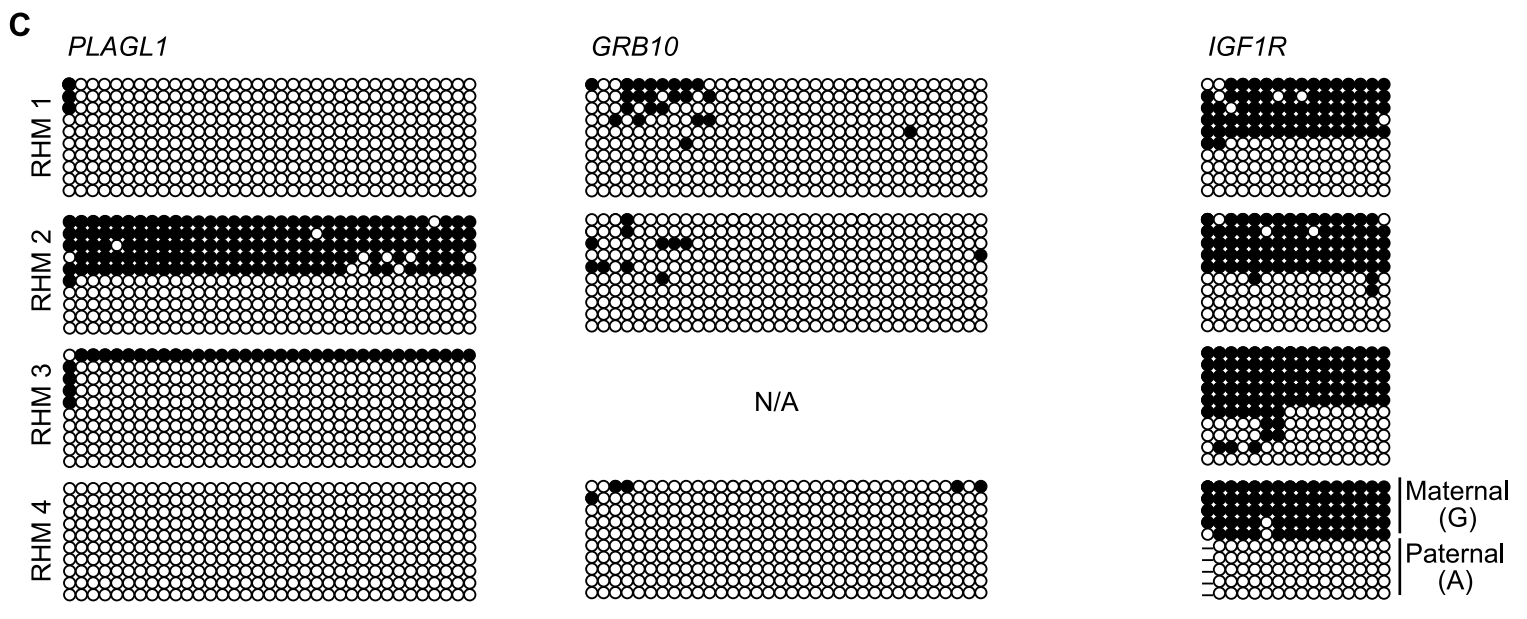 C
PLAGL1
GRB10
IGF1R
RHM 1
RHM 2
RHM 3
N/A
RHM 4
Maternal
(G)
Paternal
(A)